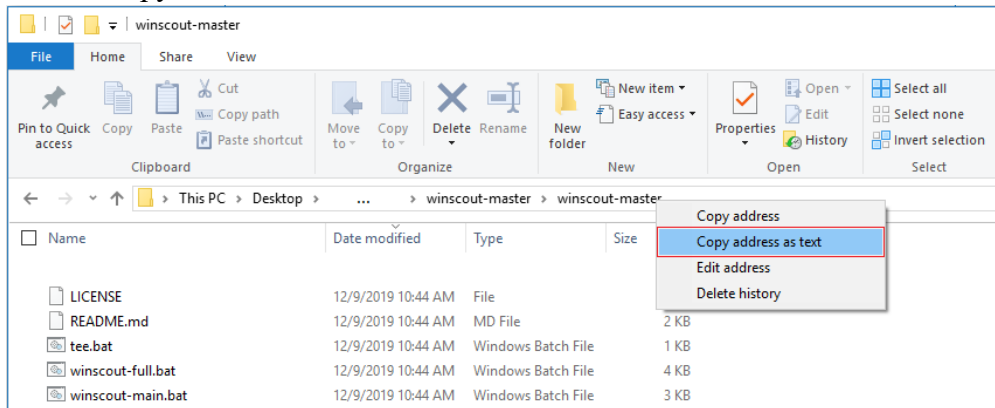 winscout-master
File Home Share View
Pin to Quick access
Copy
Paste
Cut
Copy path
Paste shortcut
Move to
Copy to
Delete
Rename
New folder
New item
Easy access
Properties
Open
Edit
History
Select all
Select none
Invert selection
Clipboard Organize New Open Select
This PC > Desktop > ... > winscout-master > winscout-master
Copy address
Copy address as text
Edit address
Delete history
Name Date modified Type Size
LICENSE 12/9/2019 10:44 AM File
README.md 12/9/2019 10:44 AM MD File 2 KB
tee.bat 12/9/2019 10:44 AM Windows Batch File 1 KB
winscout-full.bat 12/9/2019 10:44 AM Windows Batch File 4 KB
winscout-main.bat 12/9/2019 10:44 AM Windows Batch File 3 KB